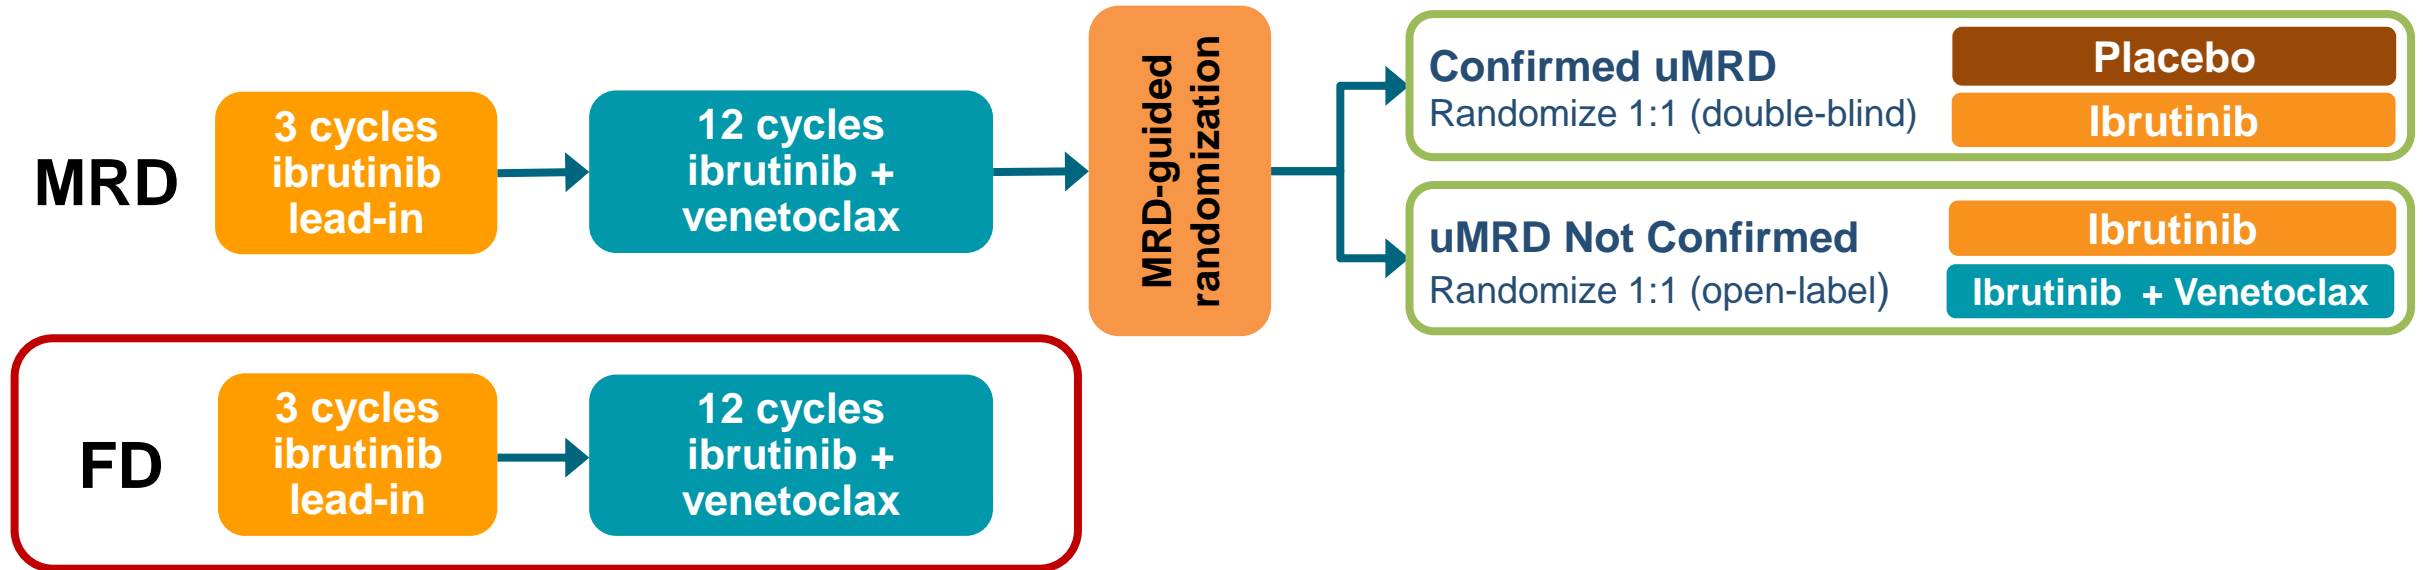 MRD
3 cycles
ibrutinib
lead-in
12 cycles
ibrutinib +
venetoclax
MRD-guided
randomization
Confirmed uMRD
Randomize 1:1 (double-blind)
Placebo
Ibrutinib
uMRD Not Confirmed
Randomize 1:1 (open-label)
Ibrutinib
Ibrutinib + Venetoclax
FD
3 cycles
ibrutinib
lead-in
12 cycles
ibrutinib +
venetoclax